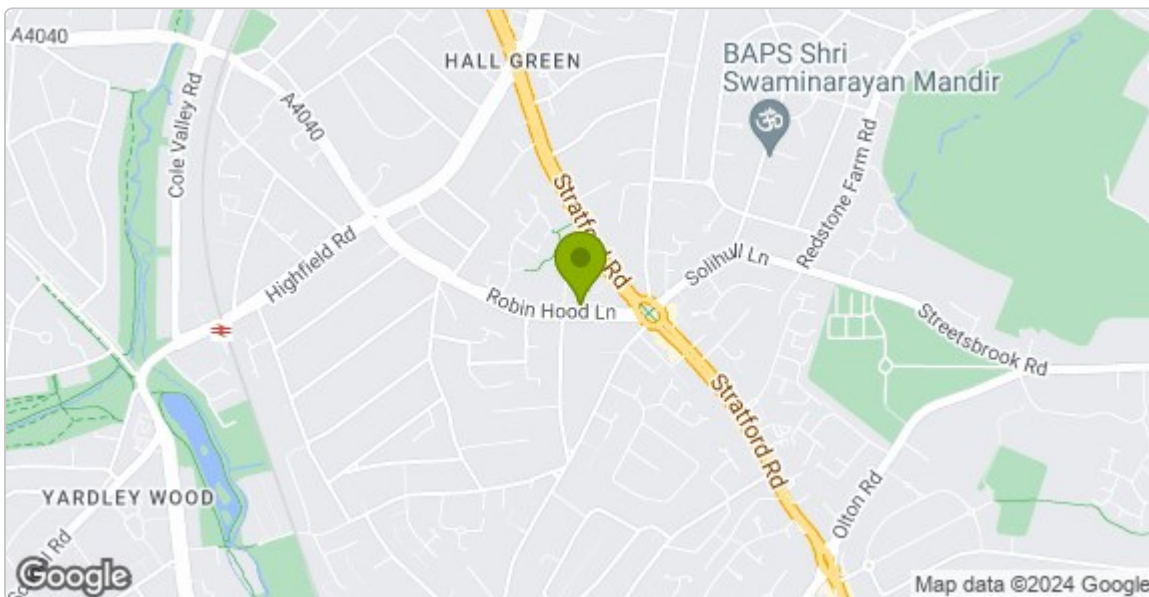 A4040
HALL GREEN
BAPS Shri
Swaminarayan Mandir
A4040
Cole Valley Rd
Redstone Farm Rd
Stratford Rd
Highfield Rd
Solihull Ln
Robin Hood Ln
Streetsbrook Rd
Stratford Rd
YARDLEY WOOD
Olton Rd
Rd
Google
Map data ©2024 Google